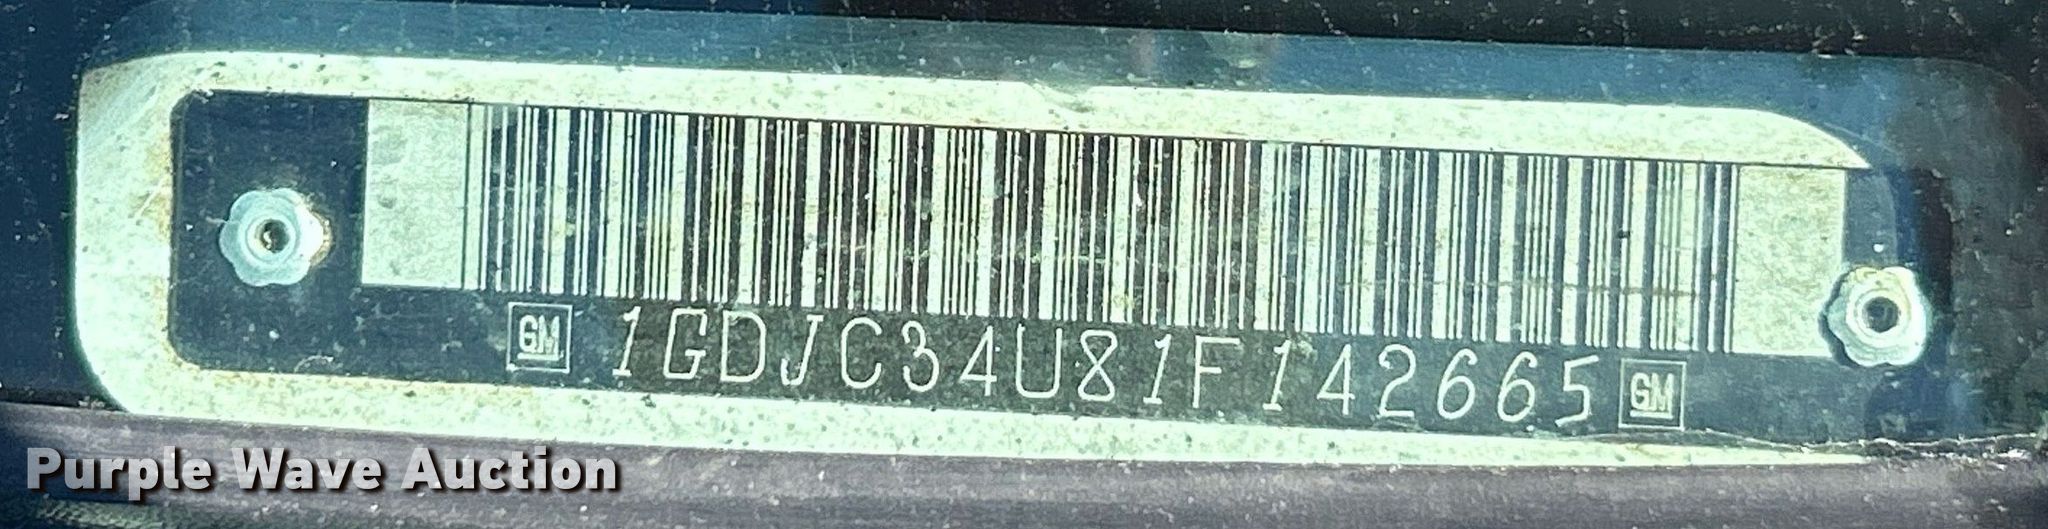 GM 1GDJC34U81F142665 GM
Purple Wave Auction